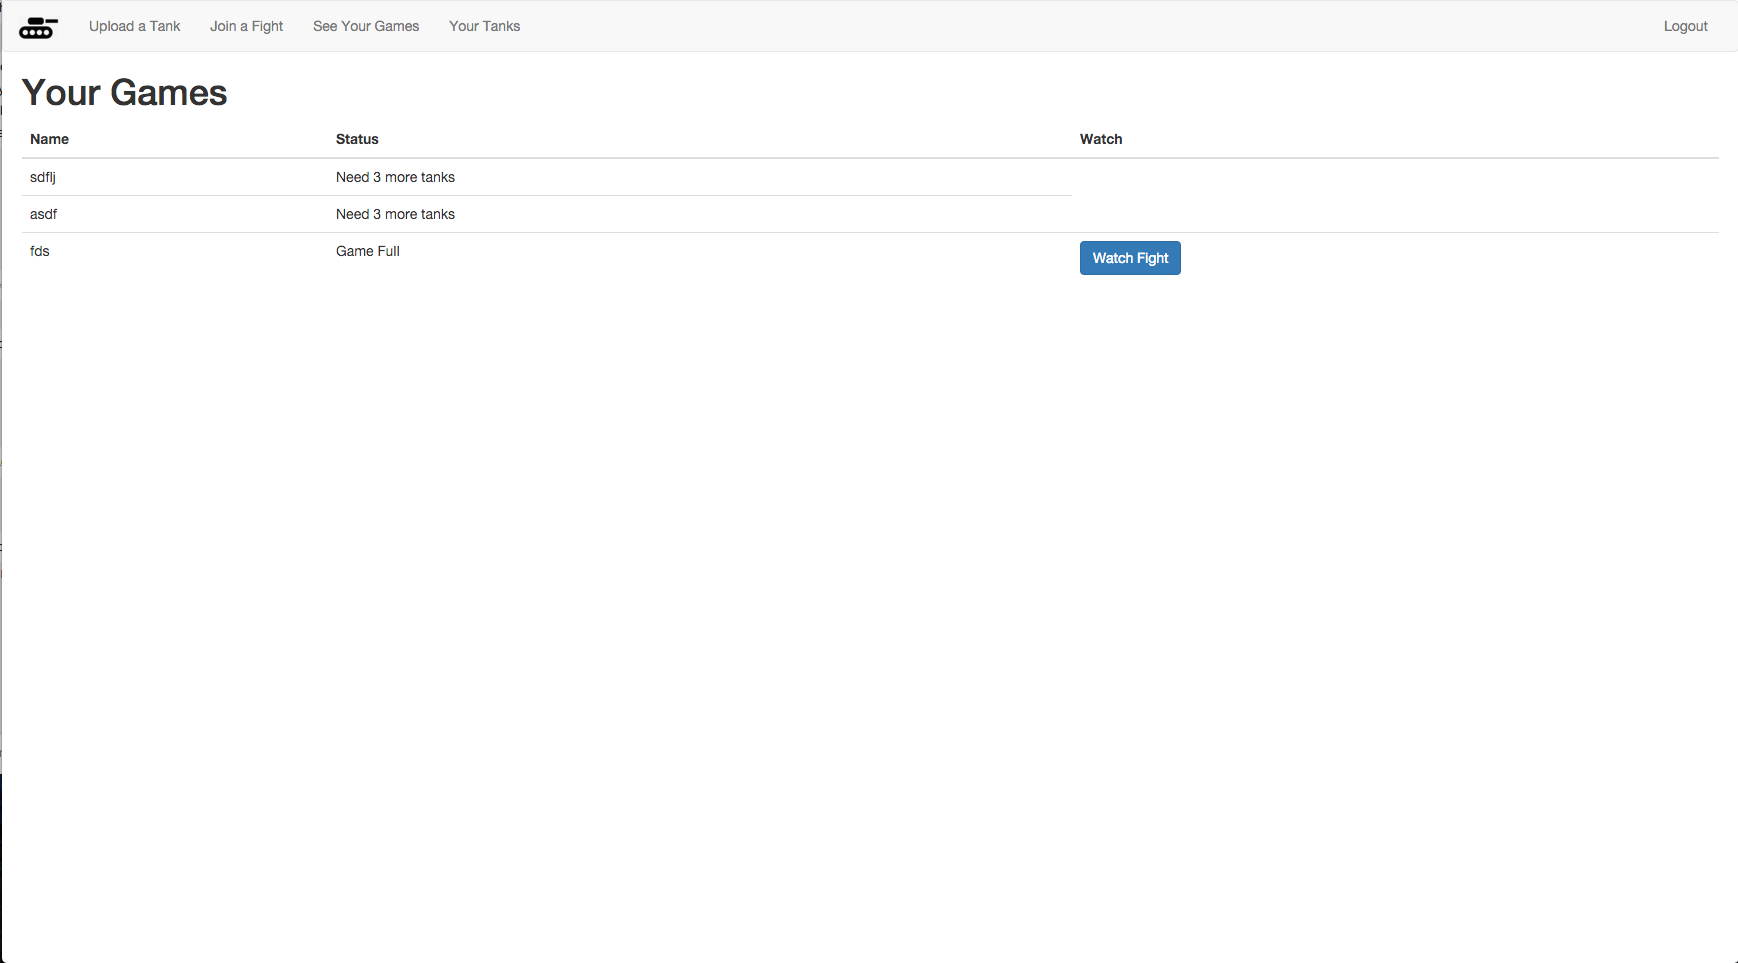 Upload a Tank Join a Fight See Your Games Your Tanks Logout
Your Games
Name Status Watch
sdflj Need 3 more tanks
asdf Need 3 more tanks
fds Game Full Watch Fight